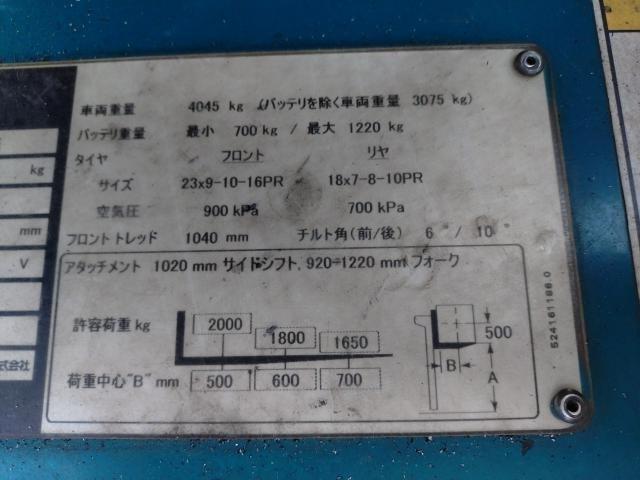 車両重量 4045 kg (バッテリを除く車両重量 3075 kg)
kg
バッテリ重量 最小 700 kg / 最大 1220 kg
タイヤ フロント リヤ
サイズ 23x9-10-16PR 18x7-8-10PR
空気圧 900 kPa 700 kPa
mm
フロント トレッド 1040 mm チルト角(前/後) 6°/ 10°
V
アタッチメント 1020 mm サイドシフト, 920-1220 mm フォーク
許容荷重 kg 2000 1800 1650
荷重中心"B" mm 500 600 700
500
B
A
式会社
524161186.0